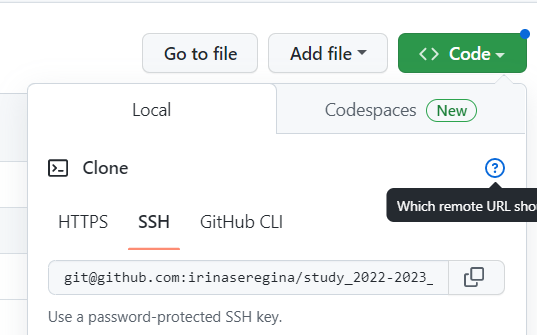 Go to file Add file Code
Local Codespaces New
Clone
Which remote URL
HTTPS SSH GitHub CLI
git@github.com:irinaseregina/study_2022-2023_
Use a password-protected SSH key.